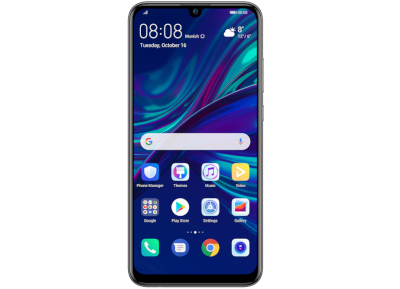 08:08 Munich 8°
Tuesday, October 16
Phone Manager Themes Music Video
Google Play Store Settings Gallery